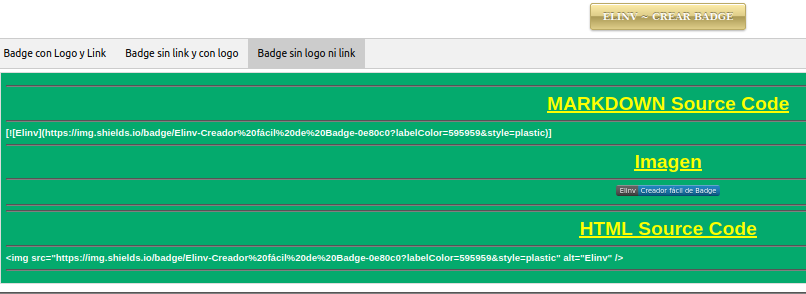 ELINV ~ CREAR BADGE
Badge con Logo y Link Badge sin link y con logo Badge sin logo ni link
MARKDOWN Source Code
[![Elinv](https://img.shields.io/badge/Elinv-Creador%20fácil%20de%20Badge-0e80c0?labelColor=595959&style=plastic)]
Imagen
Elinv Creador fácil de Badge
HTML Source Code
<img src="https://img.shields.io/badge/Elinv-Creador%20fácil%20de%20Badge-0e80c0?labelColor=595959&style=plastic" alt="Elinv" />